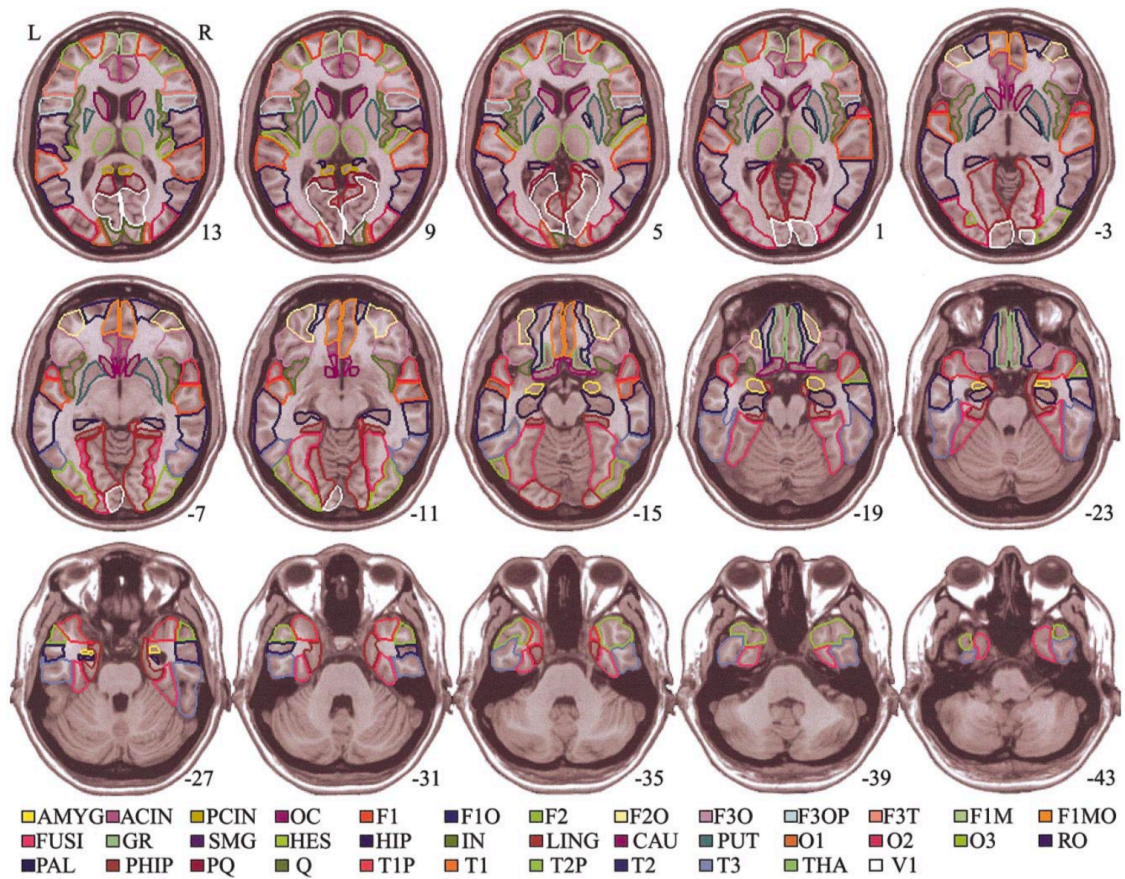 L R
13 9 5 1 -3
-7 -11 -15 -19 -23
-27 -31 -35 -39 -43
AMYG ACIN PCIN OC F1 F1O F2 F2O F3O F3OP F3T F1M F1MO
FUSI GR SMG HES HIP IN LING CAU PUT O1 O2 O3 RO
PAL PHIP PQ Q T1P T1 T2P T2 T3 THA V1